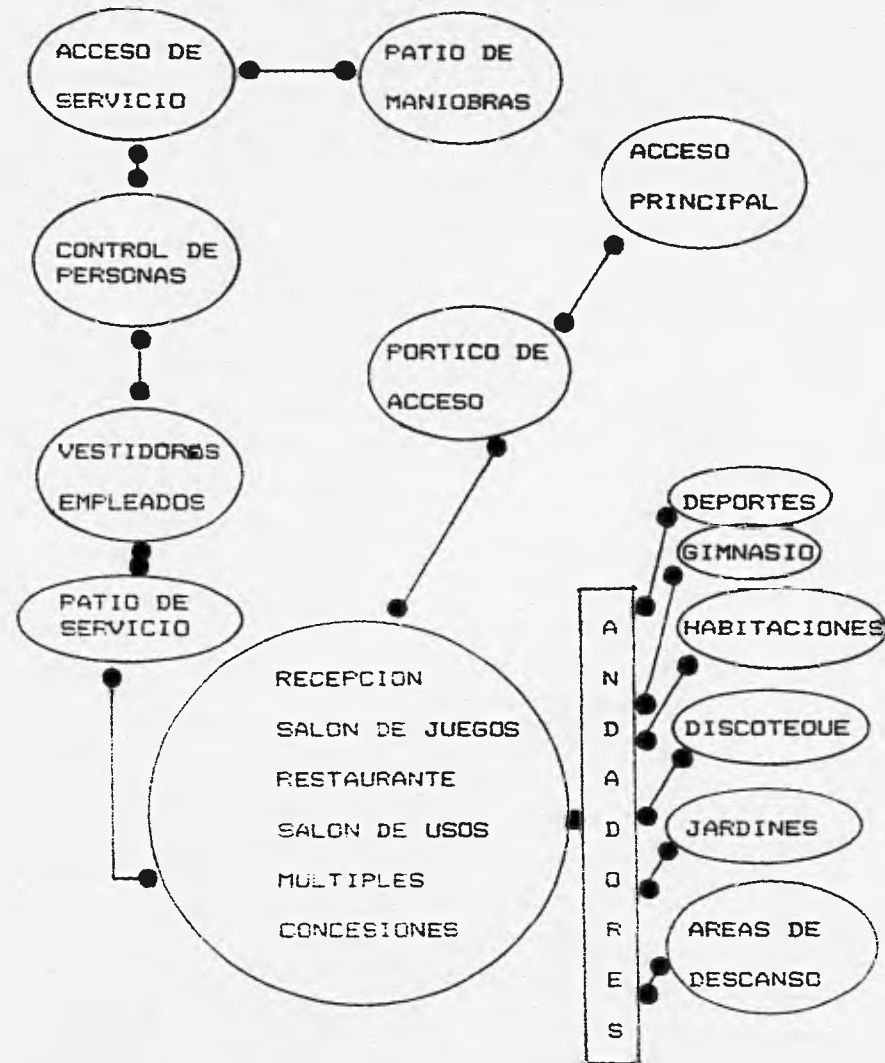 ACCESO DE
SERVICIO
PATIO DE
MANIOBRAS
ACCESO
PRINCIPAL
CONTROL DE
PERSONAS
PORTICO DE
ACCESO
VESTIDORES
EMPLEADOS
PATIO DE
SERVICIO
RECEPCION
SALON DE JUEGOS
RESTAURANTE
SALON DE USOS
MULTIPLES
CONCESIONES
A
N
D
A
D
O
R
E
S
DEPORTES
GIMNASIO
HABITACIONES
DISCOTEQUE
JARDINES
AREAS DE
DESCANSO